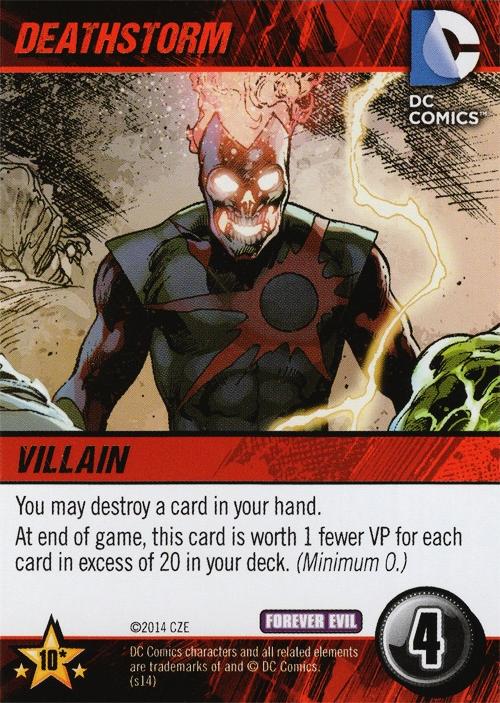 DEATHSTORM
DC
COMICS™
VILLAIN
You may destroy a card in your hand.
At end of game, this card is worth 1 fewer VP for each
card in excess of 20 in your deck. (Minimum 0.)
©2014 CZE
FOREVER EVIL
10*
DC Comics characters and all related elements
are trademarks of and © DC Comics.
(s14)
4